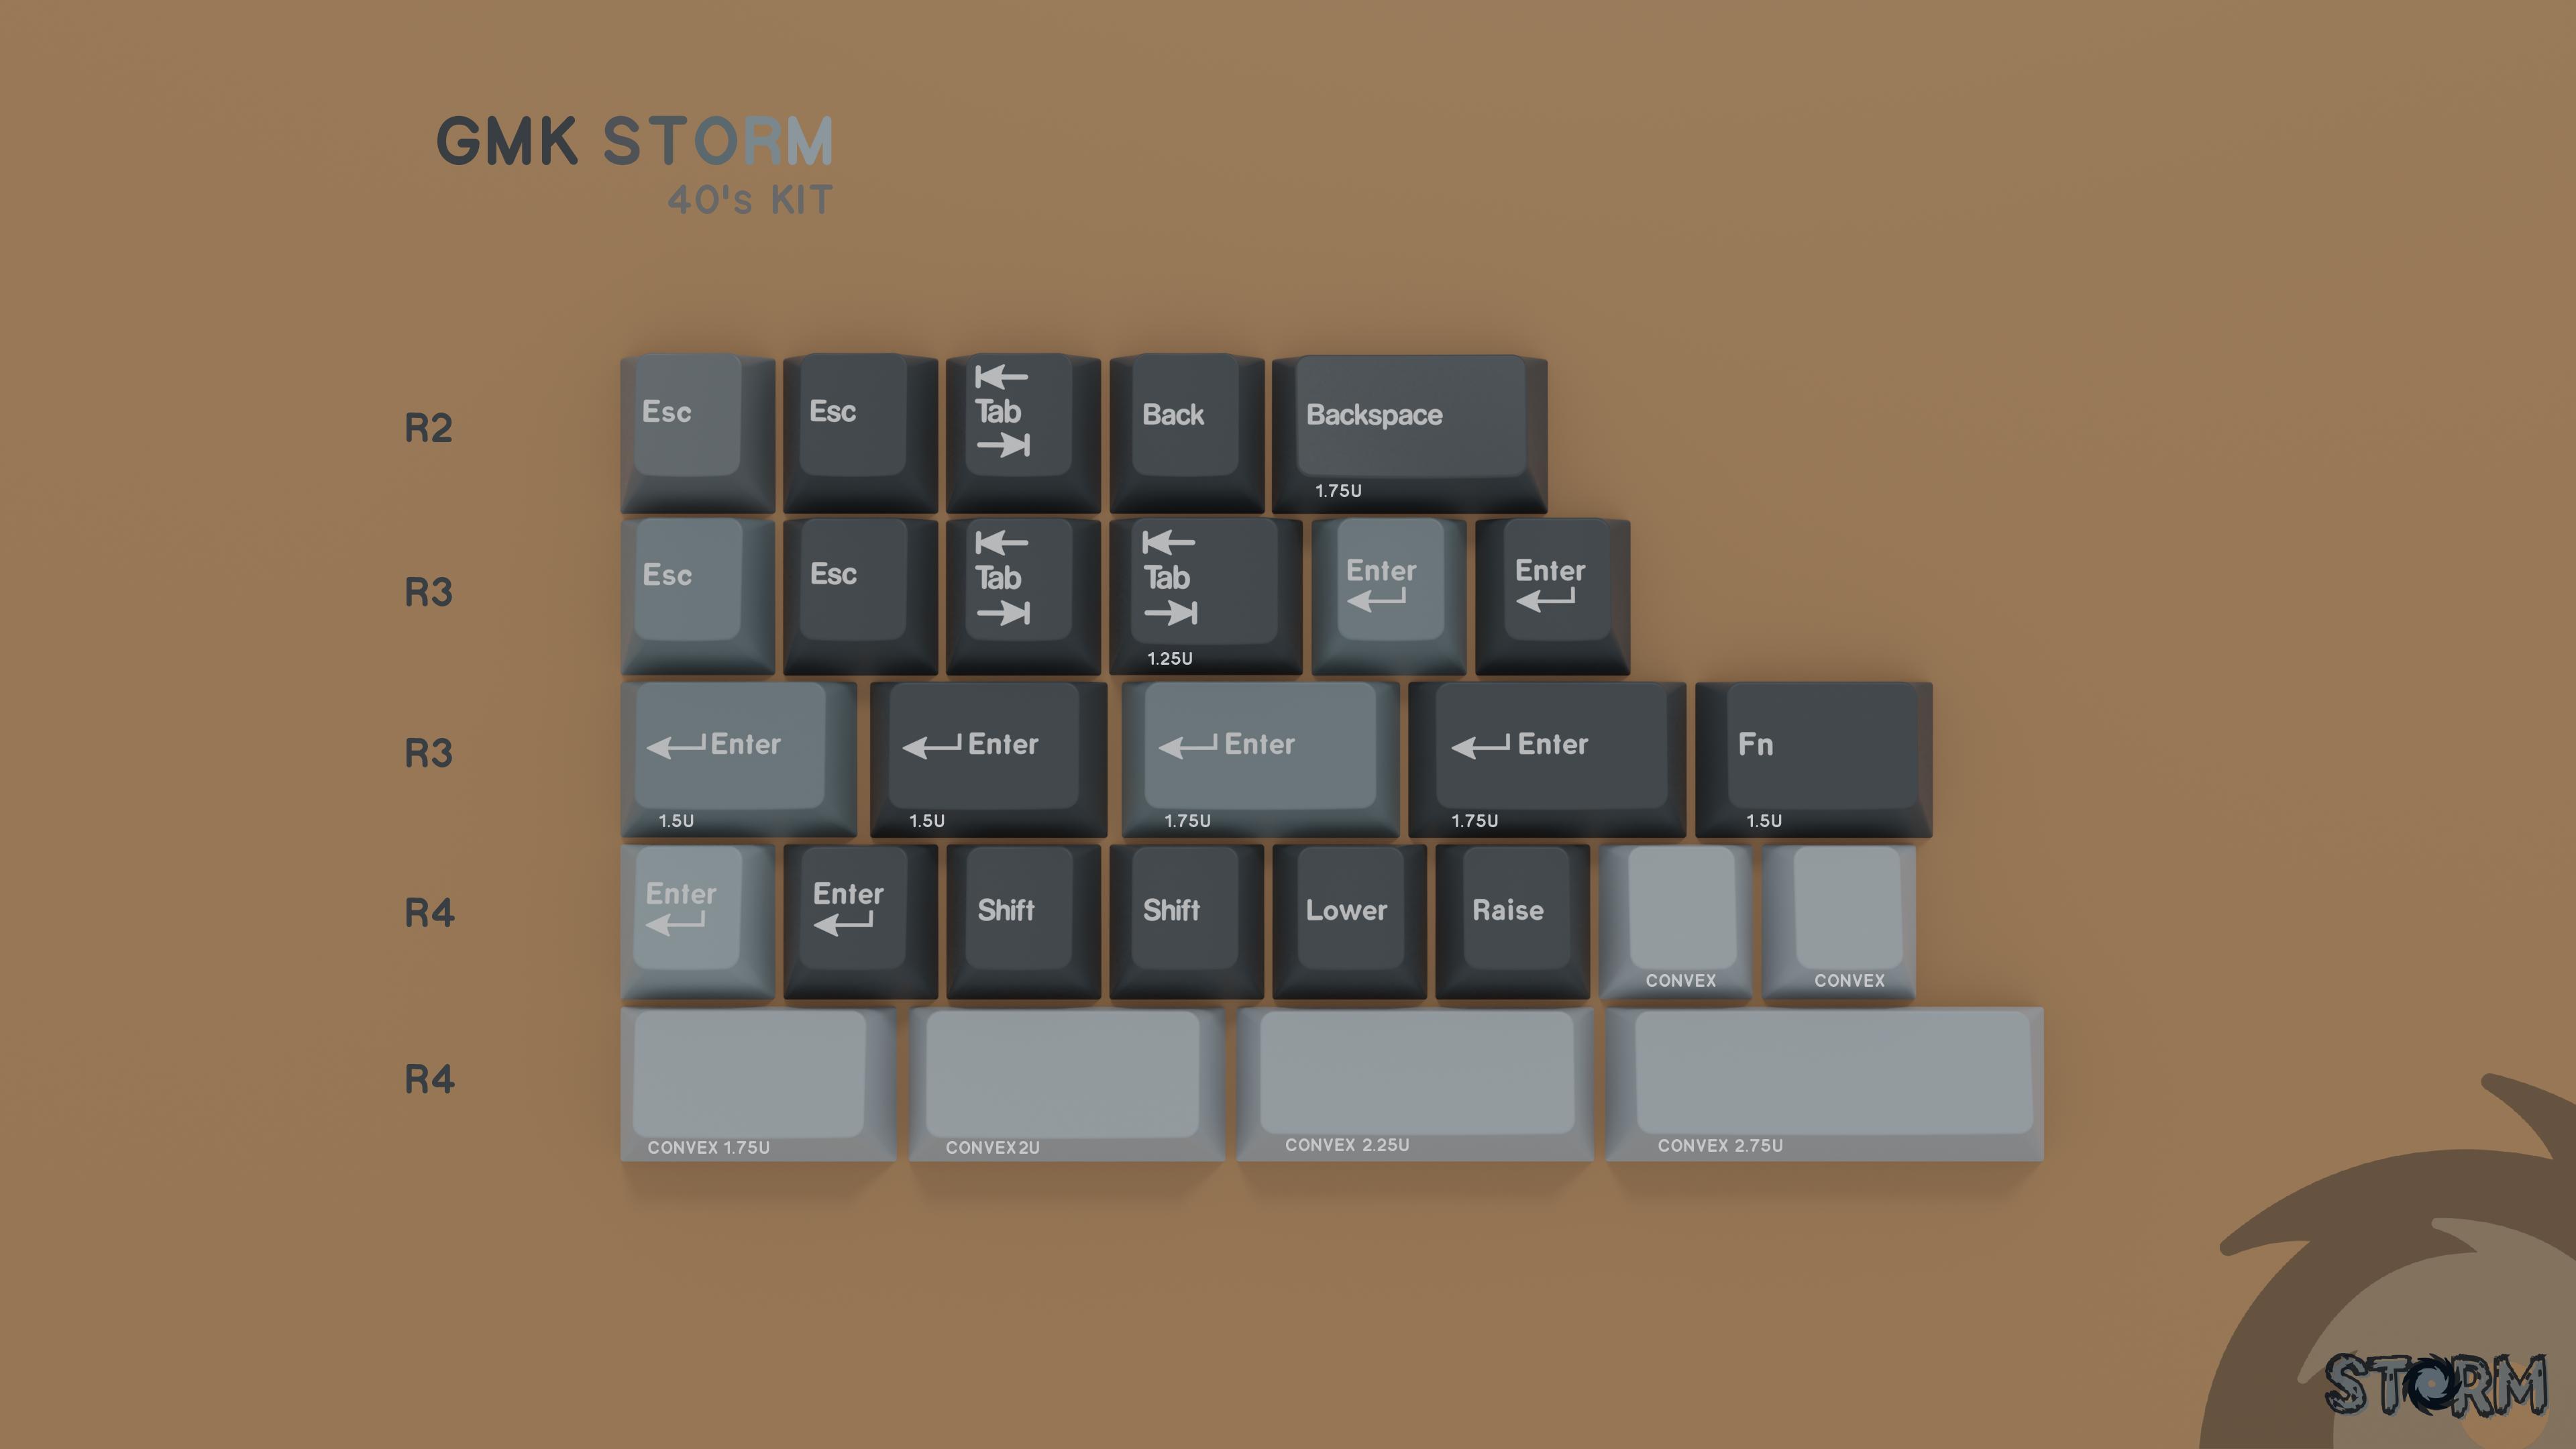 GMK STORM
40's KIT
R2
Esc
Esc
Tab
Back
Backspace
1.75U
R3
Esc
Esc
Tab
Tab
1.25U
Enter
Enter
R3
Enter
1.5U
Enter
1.5U
Enter
1.75U
Enter
1.75U
Fn
1.5U
R4
Enter
Enter
Shift
Shift
Lower
Raise
CONVEX
CONVEX
R4
CONVEX 1.75U
CONVEX 2U
CONVEX 2.25U
CONVEX 2.75U
STORM